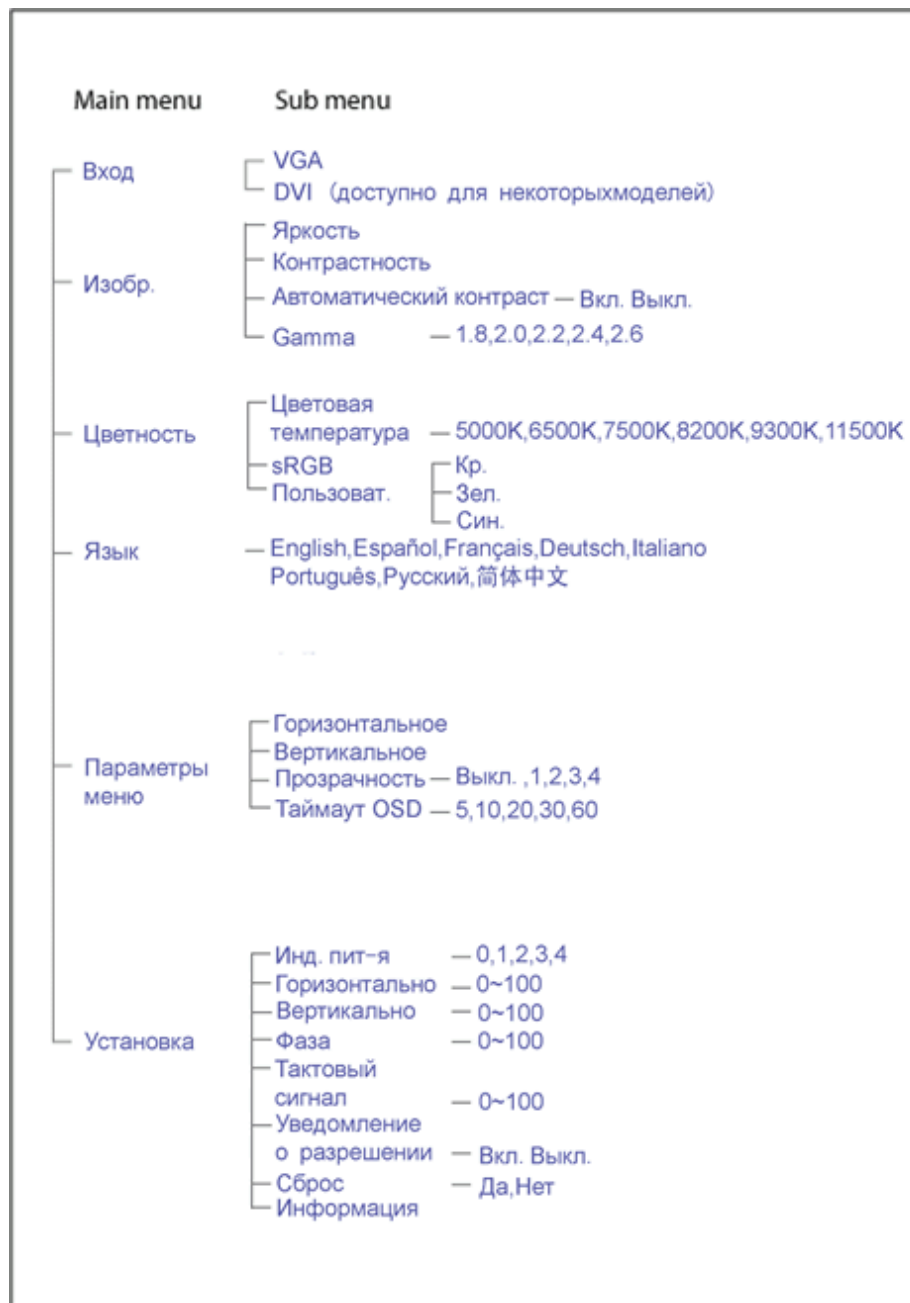 Main menu Sub menu
Вход
VGA
DVI (доступно для некоторыхмоделей)
Изобр.
Яркость
Контрастность
Автоматический контраст — Вкл. Выкл.
Gamma — 1.8,2.0,2.2,2.4,2.6
Цветность
Цветовая
температура — 5000K,6500K,7500K,8200K,9300K,11500K
sRGB
Пользоват.
Кр.
Зел.
Син.
Язык
— English,Español,Français,Deutsch,Italiano
Português,Русский,简体中文
Параметры
меню
Горизонтальное
Вертикальное
Прозрачность — Выкл. ,1,2,3,4
Таймаут OSD — 5,10,20,30,60
Установка
Инд. пит-я — 0,1,2,3,4
Горизонтально — 0~100
Вертикально — 0~100
Фаза — 0~100
Тактовый
сигнал — 0~100
Уведомление
о разрешении — Вкл. Выкл.
Сброс — Да,Нет
Информация